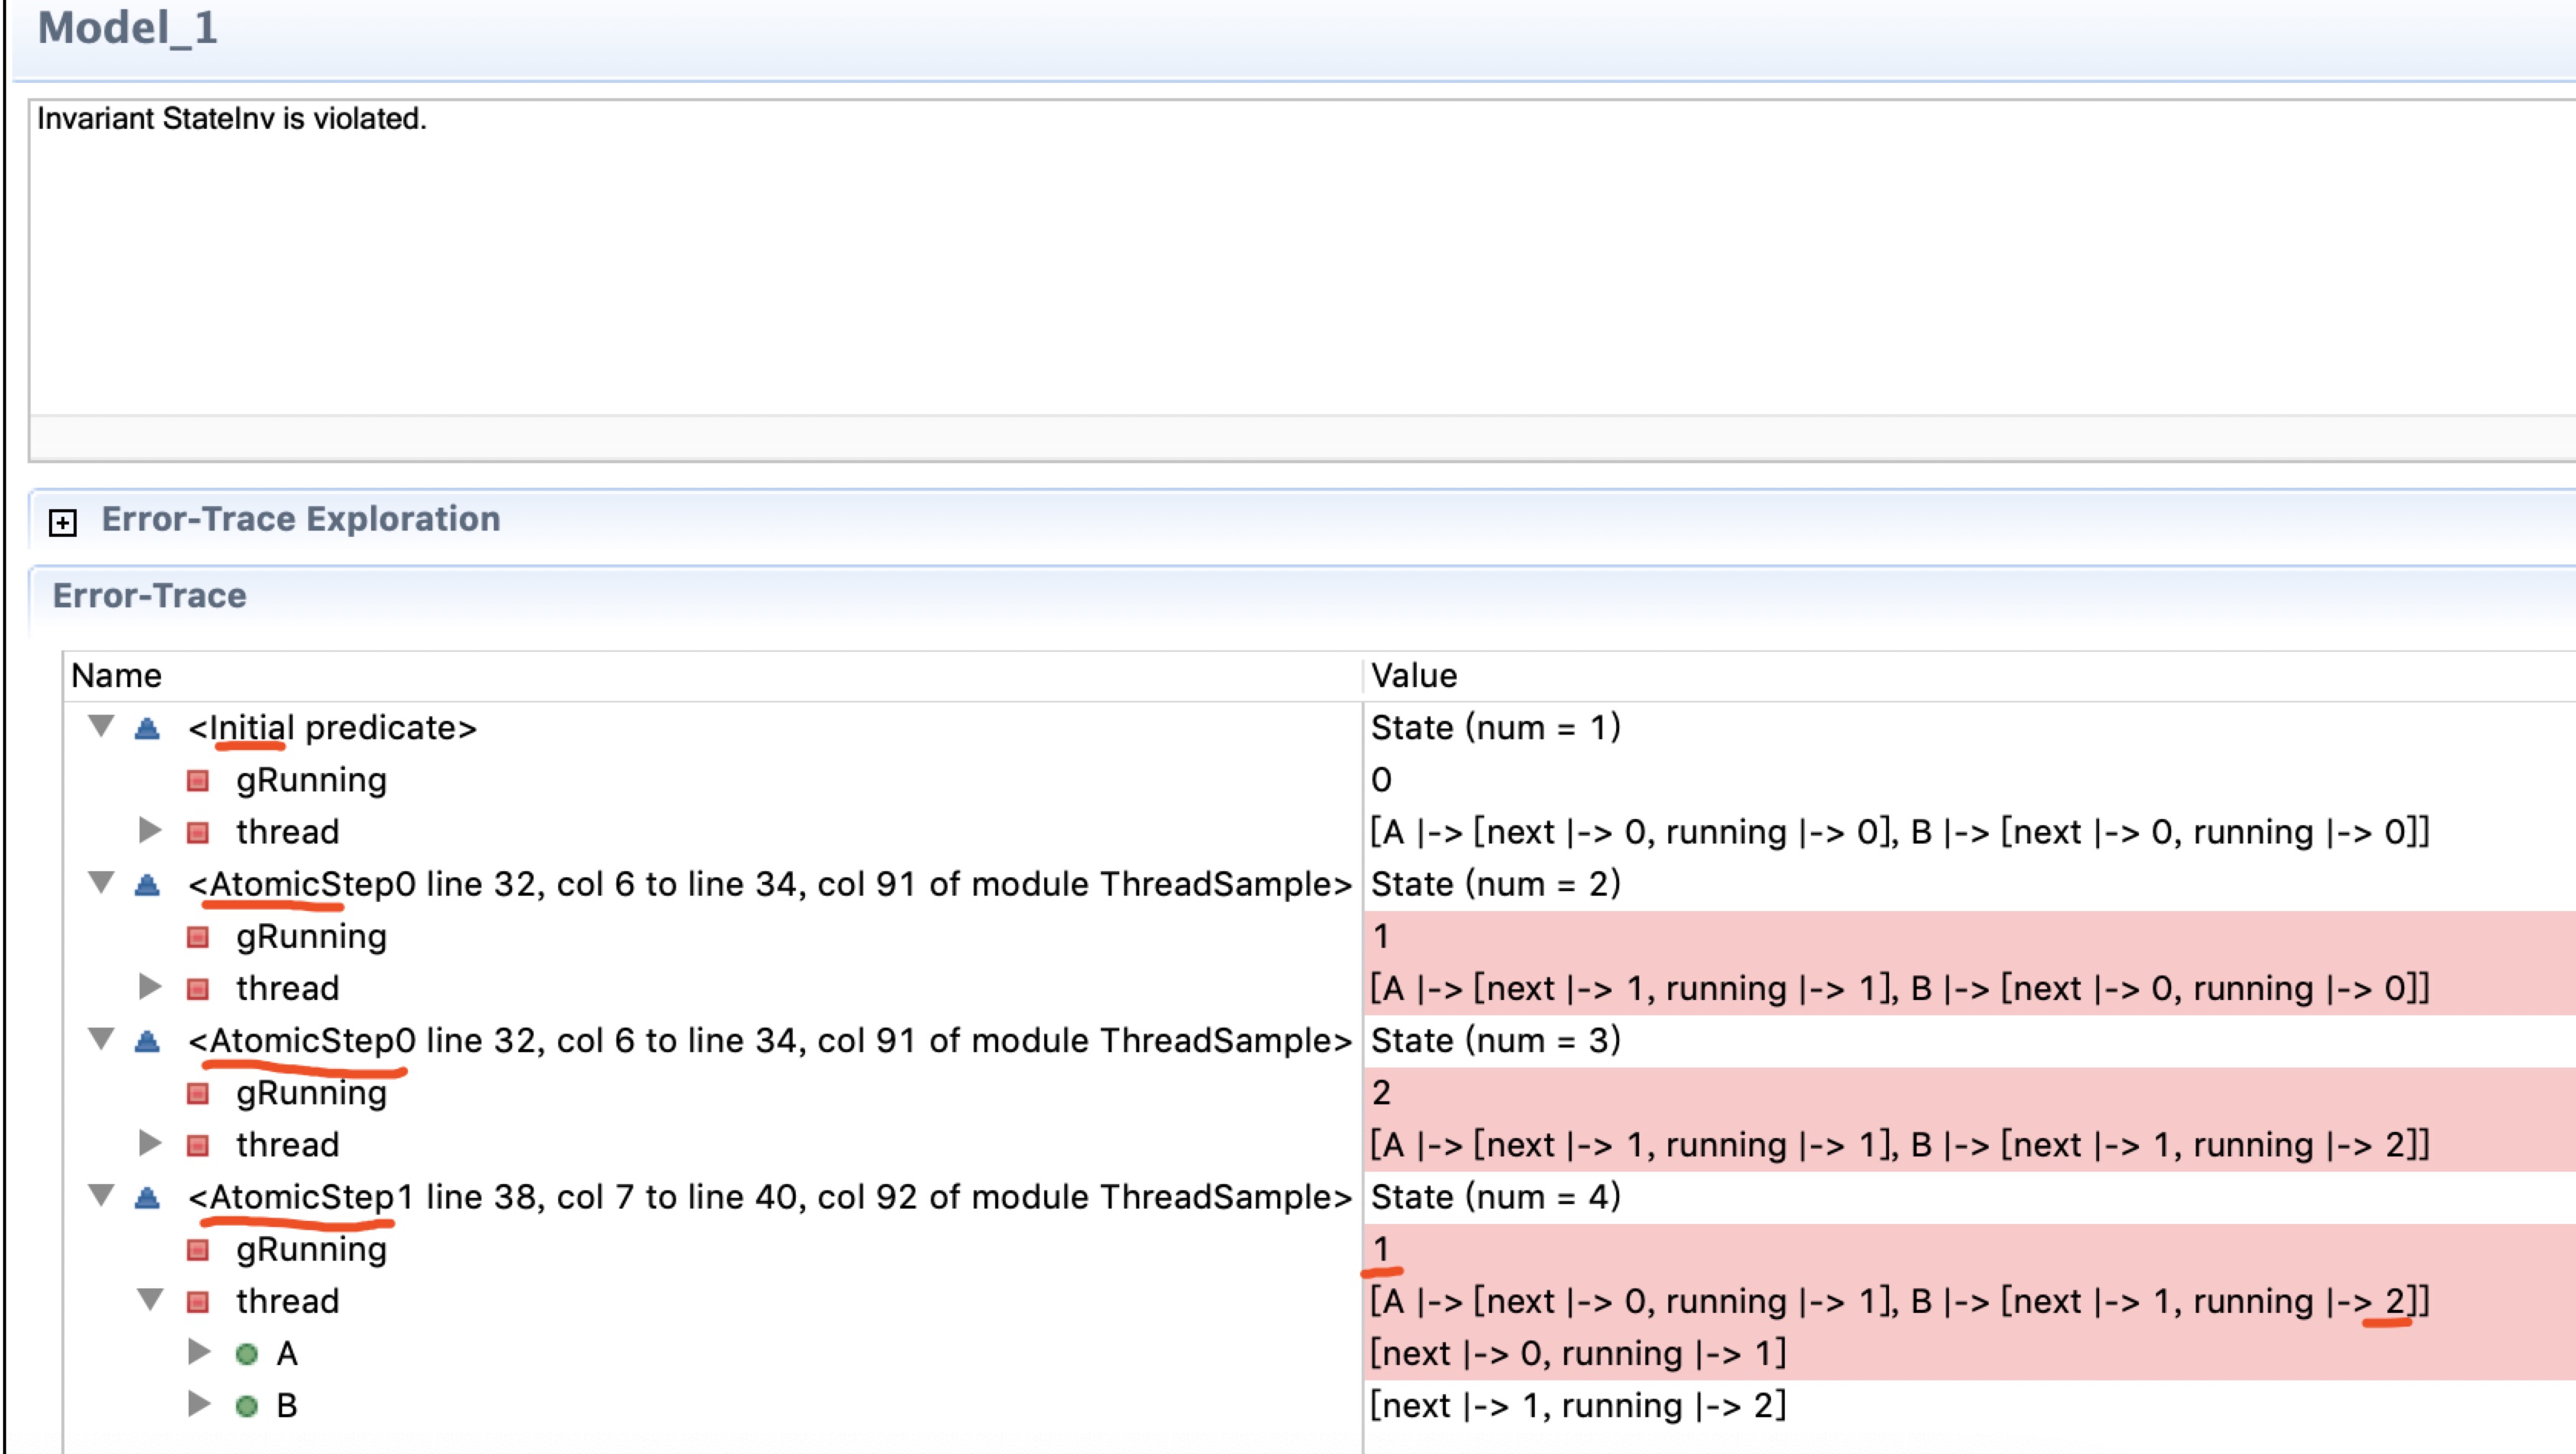 Model_1
Invariant StateInv is violated.
Error-Trace Exploration
Error-Trace
Name Value
<Initial predicate> State (num = 1)
gRunning 0
thread [A |-> [next |-> 0, running |-> 0], B |-> [next |-> 0, running |-> 0]]
<AtomicStep0 line 32, col 6 to line 34, col 91 of module ThreadSample> State (num = 2)
gRunning 1
thread [A |-> [next |-> 1, running |-> 1], B |-> [next |-> 0, running |-> 0]]
<AtomicStep0 line 32, col 6 to line 34, col 91 of module ThreadSample> State (num = 3)
gRunning 2
thread [A |-> [next |-> 1, running |-> 1], B |-> [next |-> 1, running |-> 2]]
<AtomicStep1 line 38, col 7 to line 40, col 92 of module ThreadSample> State (num = 4)
gRunning 1
thread [A |-> [next |-> 0, running |-> 1], B |-> [next |-> 1, running |-> 2]]
A [next |-> 0, running |-> 1]
B [next |-> 1, running |-> 2]